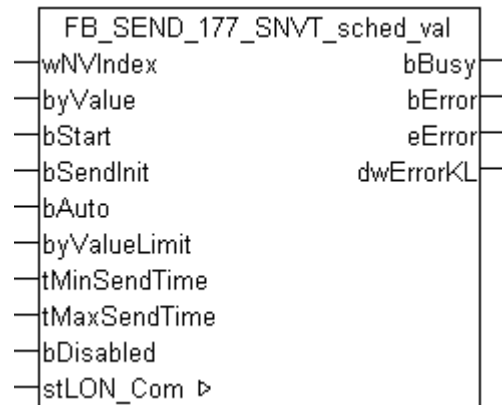 FB_SEND_177_SNVT_sched_val
wNVIndex bBusy
byValue bError
bStart eError
bSendInit dwErrorKL
bAuto
byValueLimit
tMinSendTime
tMaxSendTime
bDisabled
stLON_Com ▷